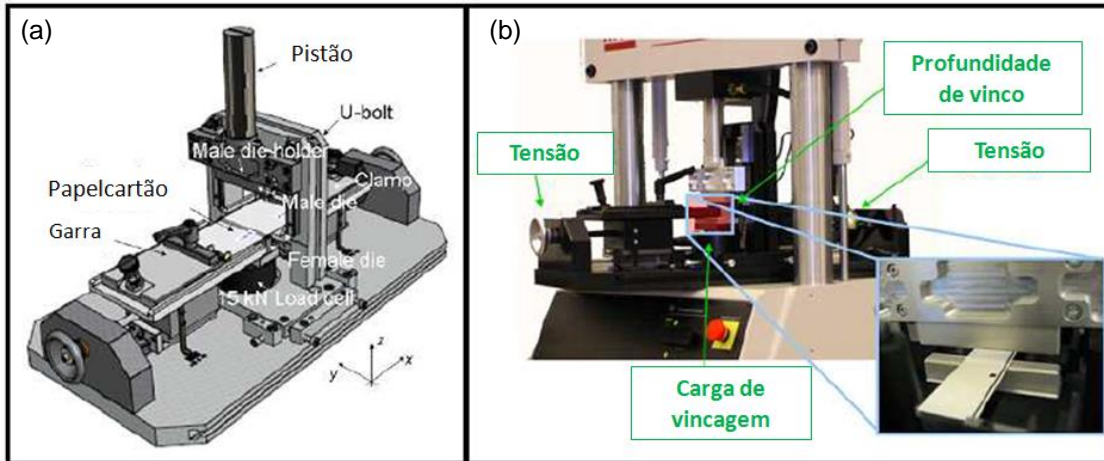 (a)
Pistão
U-bolt
Male die-holder
Clamp
Papelcartão
Male die
Garra
Female die
15 kN Load cell
z
y
x
(b)
Profundidade
de vinco
Tensão
Tensão
Carga de
vincagem